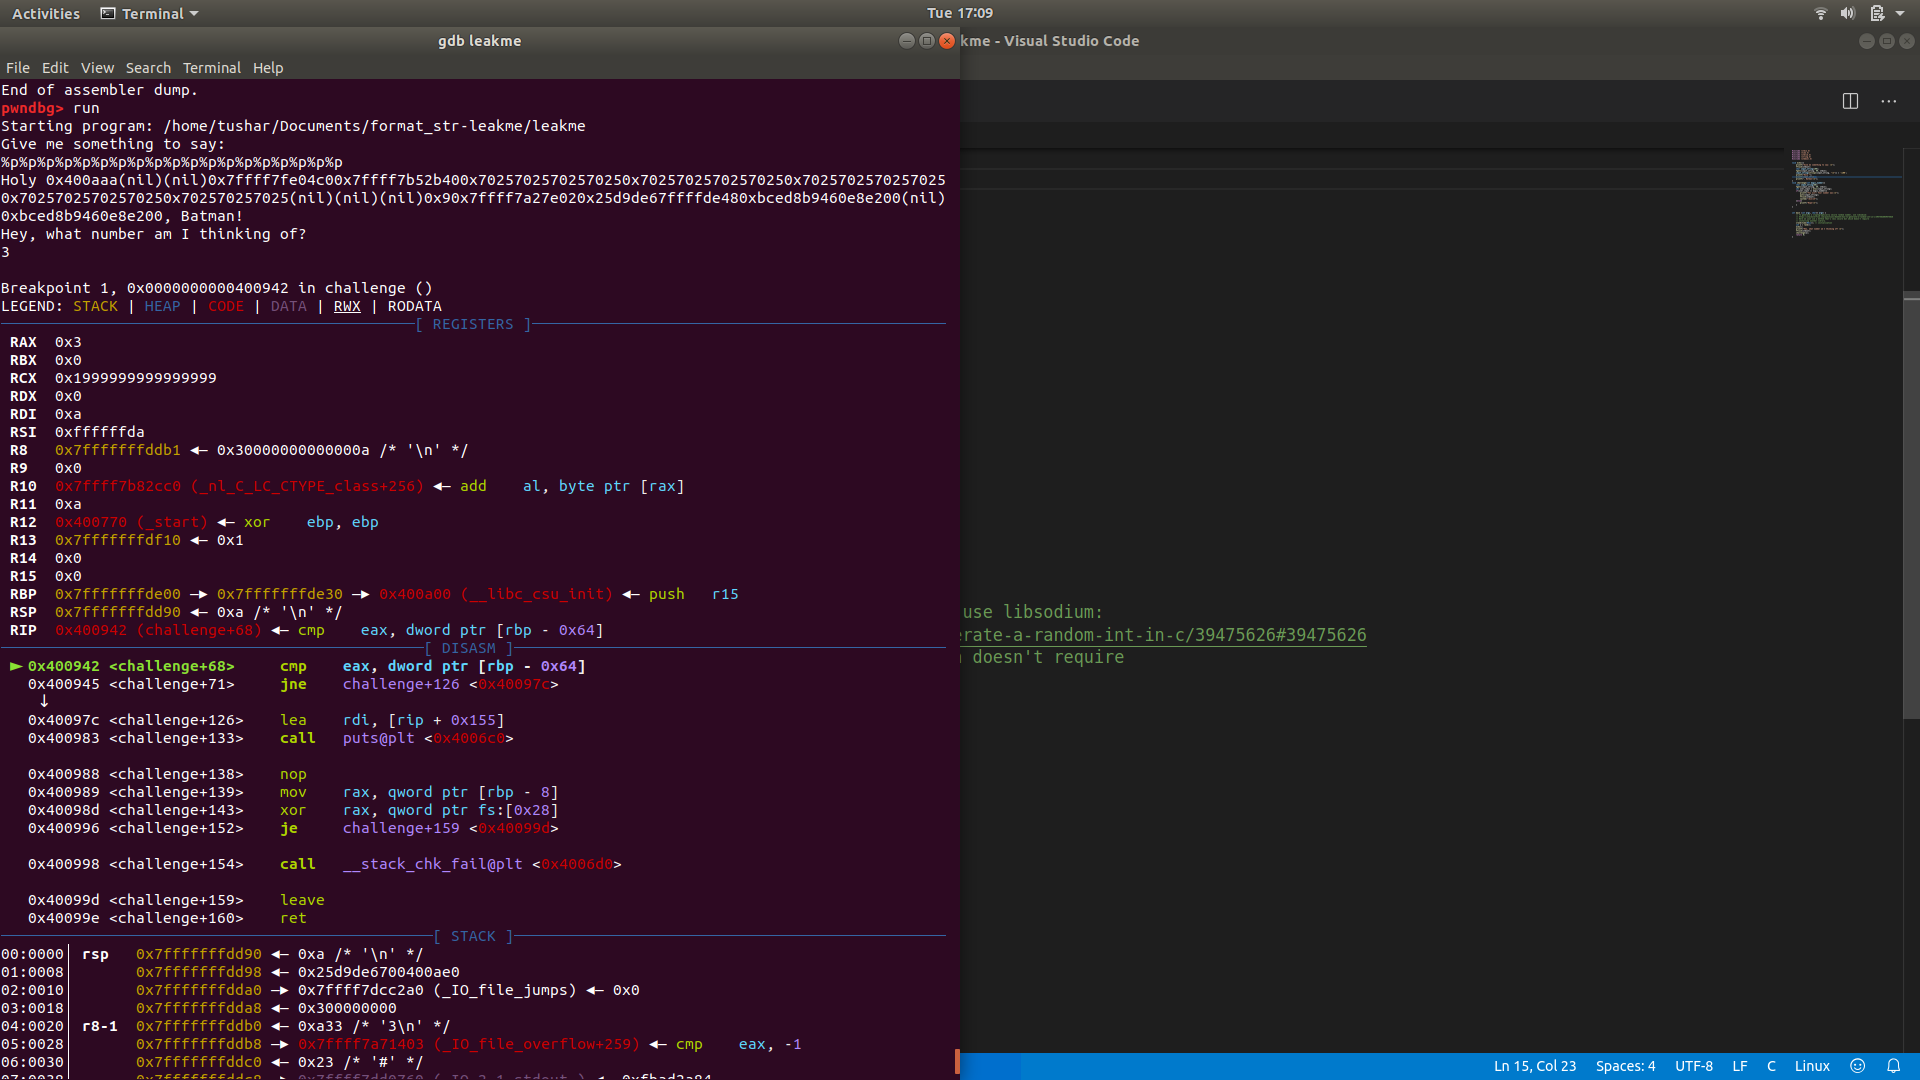 Activities Terminal Tue 17:09
gdb leakme
kme - Visual Studio Code
File Edit View Search Terminal Help
End of assembler dump.
pwndbg> run
Starting program: /home/tushar/Documents/format_str-leakme/leakme
Give me something to say:
%p%p%p%p%p%p%p%p%p%p%p%p%p%p%p%p%p%p%p
Holy 0x400aaa(nil)(nil)0x7ffff7fe04c00x7ffff7b52b400x70257025702570250x70257025702570250x7025702570257025
0x70257025702570250x702570257025(nil)(nil)(nil)0x90x7ffff7a27e020x25d9de67ffffde480xbced8b9460e8e200(nil)
0xbced8b9460e8e200, Batman!
Hey, what number am I thinking of?
3
Breakpoint 1, 0x0000000000400942 in challenge ()
LEGEND: STACK | HEAP | CODE | DATA | RWX | RODATA
[ REGISTERS ]
RAX 0x3
RBX 0x0
RCX 0x1999999999999999
RDX 0x0
RDI 0xa
RSI 0xffffffda
R8 0x7fffffffddb1 ◂— 0x30000000000000a /* '\n' */
R9 0x0
R10 0x7ffff7b82cc0 (_nl_C_LC_CTYPE_class+256) ◂— add al, byte ptr [rax]
R11 0xa
R12 0x400770 (_start) ◂— xor ebp, ebp
R13 0x7fffffffdf10 ◂— 0x1
R14 0x0
R15 0x0
RBP 0x7fffffffde00 —▸ 0x7fffffffde30 —▸ 0x400a00 (__libc_csu_init) ◂— push r15
RSP 0x7fffffffdd90 ◂— 0xa /* '\n' */
RIP 0x400942 (challenge+68) ◂— cmp eax, dword ptr [rbp - 0x64]
[ DISASM ]
► 0x400942 <challenge+68> cmp eax, dword ptr [rbp - 0x64]
0x400945 <challenge+71> jne challenge+126 <0x40097c>
↓
0x40097c <challenge+126> lea rdi, [rip + 0x155]
0x400983 <challenge+133> call puts@plt <0x4006c0>
0x400988 <challenge+138> nop
0x400989 <challenge+139> mov rax, qword ptr [rbp - 8]
0x40098d <challenge+143> xor rax, qword ptr fs:[0x28]
0x400996 <challenge+152> je challenge+159 <0x40099d>
0x400998 <challenge+154> call __stack_chk_fail@plt <0x4006d0>
0x40099d <challenge+159> leave
0x40099e <challenge+160> ret
[ STACK ]
00:0000│ rsp 0x7fffffffdd90 ◂— 0xa /* '\n' */
01:0008│ 0x7fffffffdd98 ◂— 0x25d9de6700400ae0
02:0010│ 0x7fffffffdda0 —▸ 0x7ffff7dcc2a0 (_IO_file_jumps) ◂— 0x0
03:0018│ 0x7fffffffdda8 ◂— 0x300000000
04:0020│ r8-1 0x7fffffffddb0 ◂— 0xa33 /* '3\n' */
05:0028│ 0x7fffffffddb8 —▸ 0x7ffff7a71403 (_IO_file_overflow+259) ◂— cmp eax, -1
06:0030│ 0x7fffffffddc0 ◂— 0x23 /* '#' */
use libsodium:
erate-a-random-int-in-c/39475626#39475626
doesn't require
Ln 15, Col 23 Spaces: 4 UTF-8 LF C Linux